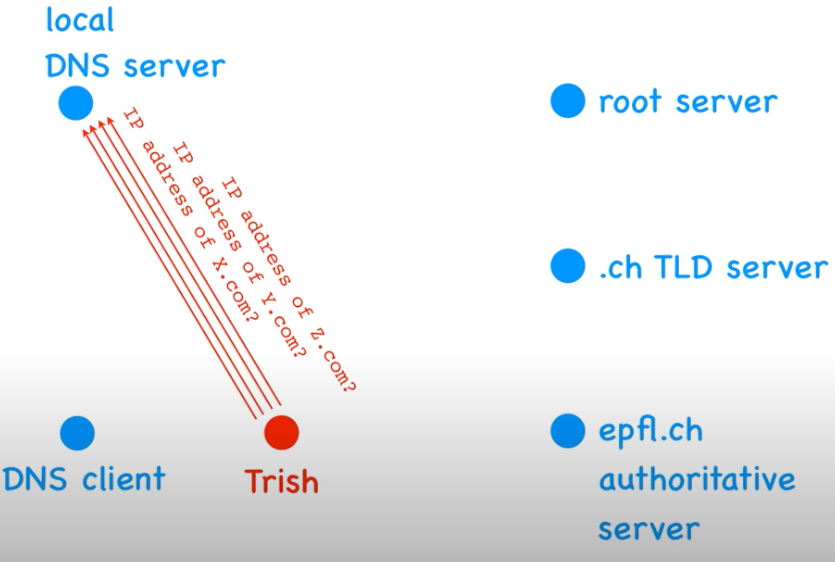 local
DNS server
root server
IP address of X.com?
IP address of Y.com?
IP address of Z.com?
.ch TLD server
DNS client
Trish
epfl.ch
authoritative
server